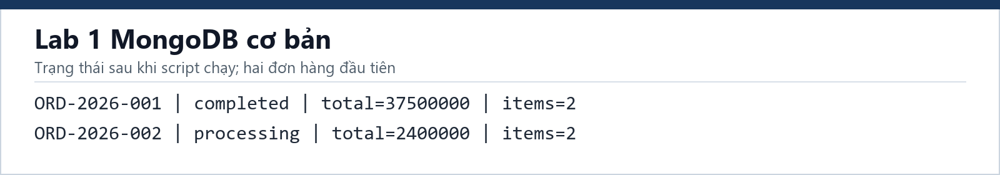 Lab 1 MongoDB cơ bản
Trạng thái sau khi script chạy; hai đơn hàng đầu tiên
ORD-2026-001 | completed | total=37500000 | items=2
ORD-2026-002 | processing | total=2400000 | items=2